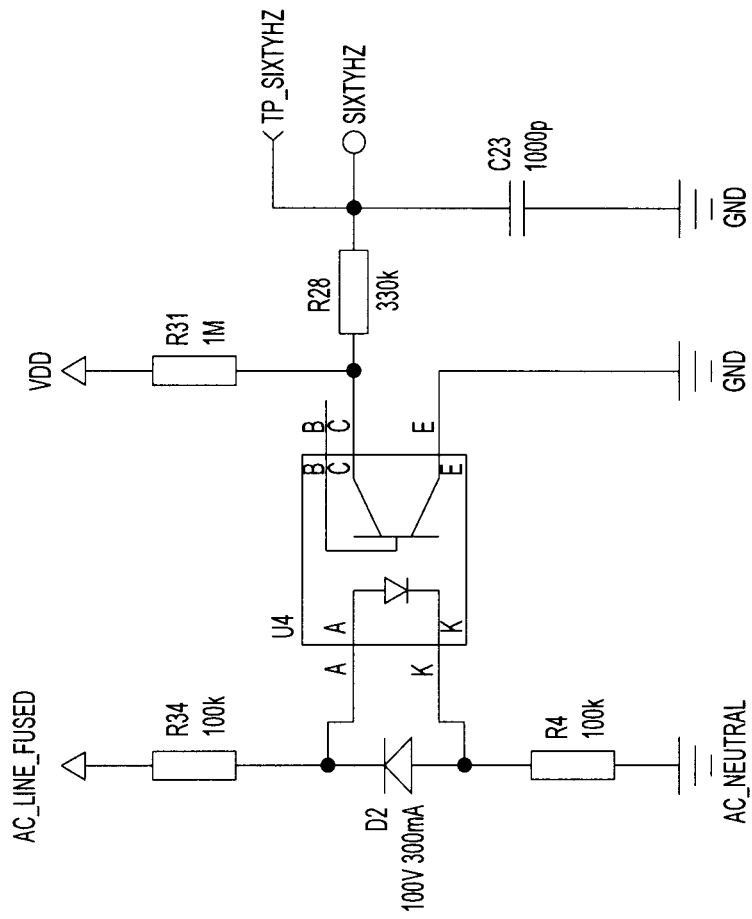 AC_LINE_FUSED
R34
100k
D2
100V 300mA
R4
100k
AC_NEUTRAL
U4
A
A
K
K
B
B
C
C
E
E
VDD
R31
1M
R28
330k
GND
TP_SIXTYHZ
SIXTYHZ
C23
1000p
GND